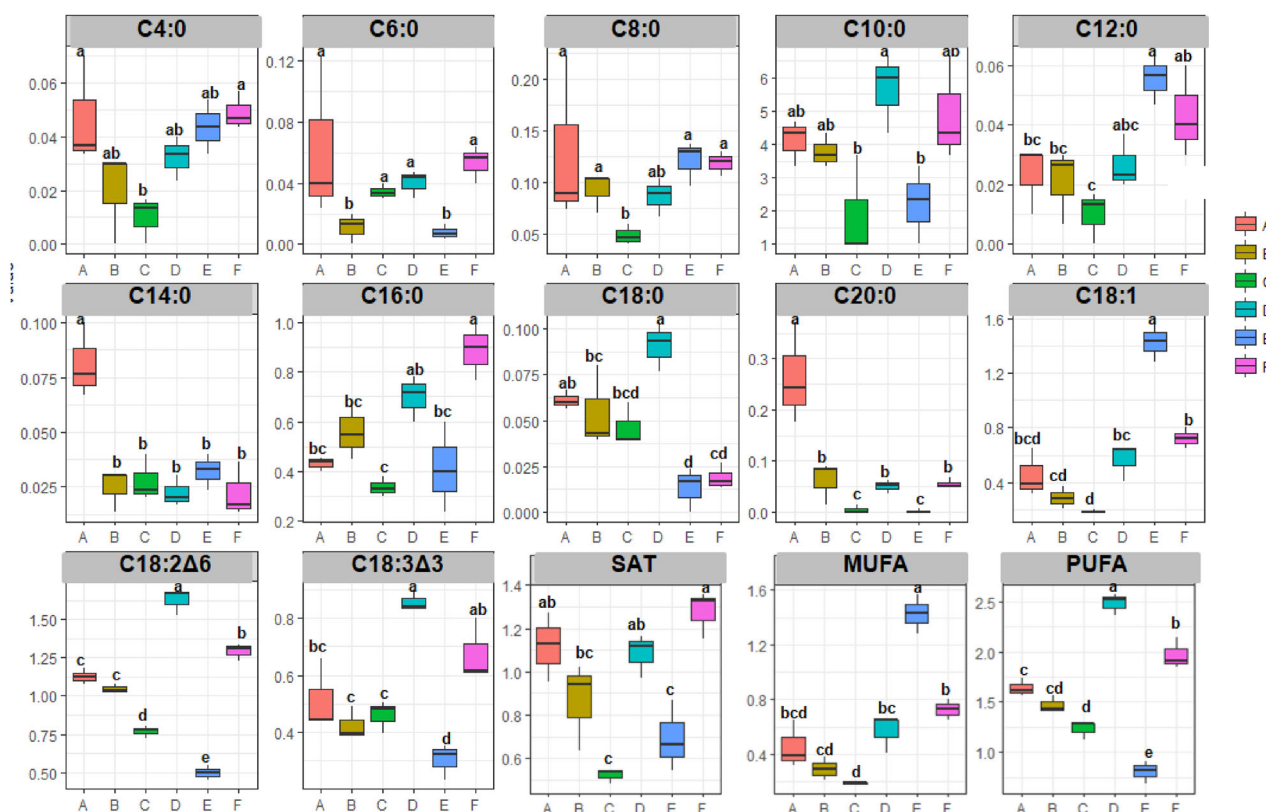 C4:0 C6:0 C8:0 C10:0 C12:0
a a a ab ab a
0.06 0.04 0.02 0.00
ab b ab ab a
0.12 0.08 0.04 0.00
b a a b a
0.20 0.15 0.10 0.05
a b ab a a
6 5 4 3 2 1
ab ab b a b ab
0.06 0.04 0.02 0.00
bc bc c abc a ab
A B C D E F A B C D E F A B C D E F A B C D E F A B C D E F
C14:0 C16:0 C18:0 C20:0 C18:1
0.100 0.075 0.050 0.025
a b b b b b
1.0 0.8 0.6 0.4 0.2
bc bc c ab bc a
0.100 0.075 0.050 0.025 0.000
ab bc bcd a d cd
0.3 0.2 0.1 0.0
a b c b c b
1.6 1.2 0.8 0.4
bcd cd d bc a b
A B C D E F A B C D E F A B C D E F A B C D E F A B C D E F
C18:2Δ6 C18:3Δ3 SAT MUFA PUFA
1.50 1.25 1.00 0.75 0.50
c c d a e b
0.8 0.6 0.4
bc c c a d ab
1.4 1.2 1.0 0.8 0.6
ab bc c ab c a
1.6 1.2 0.8 0.4
bcd cd d bc a b
2.5 2.0 1.5 1.0
c cd d a e b
A B C D E F A B C D E F A B C D E F A B C D E F A B C D E F